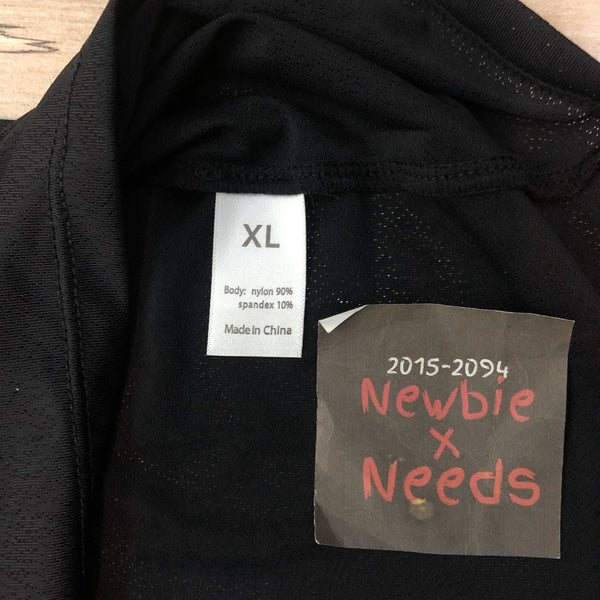 XL
Body: nylon 90%
spandex 10%
Made in China
2015-2094
Newbie
x
Needs